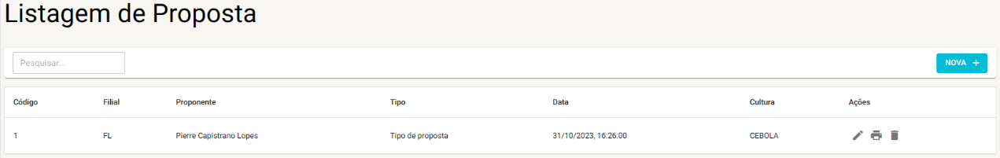 Listagem de Proposta
Pesquisar...
NOVA +
Código Filial Proponente Tipo Data Cultura Ações
1 FL Pierre Capistrano Lopes Tipo de proposta 31/10/2023, 16:26:00 CEBOLA